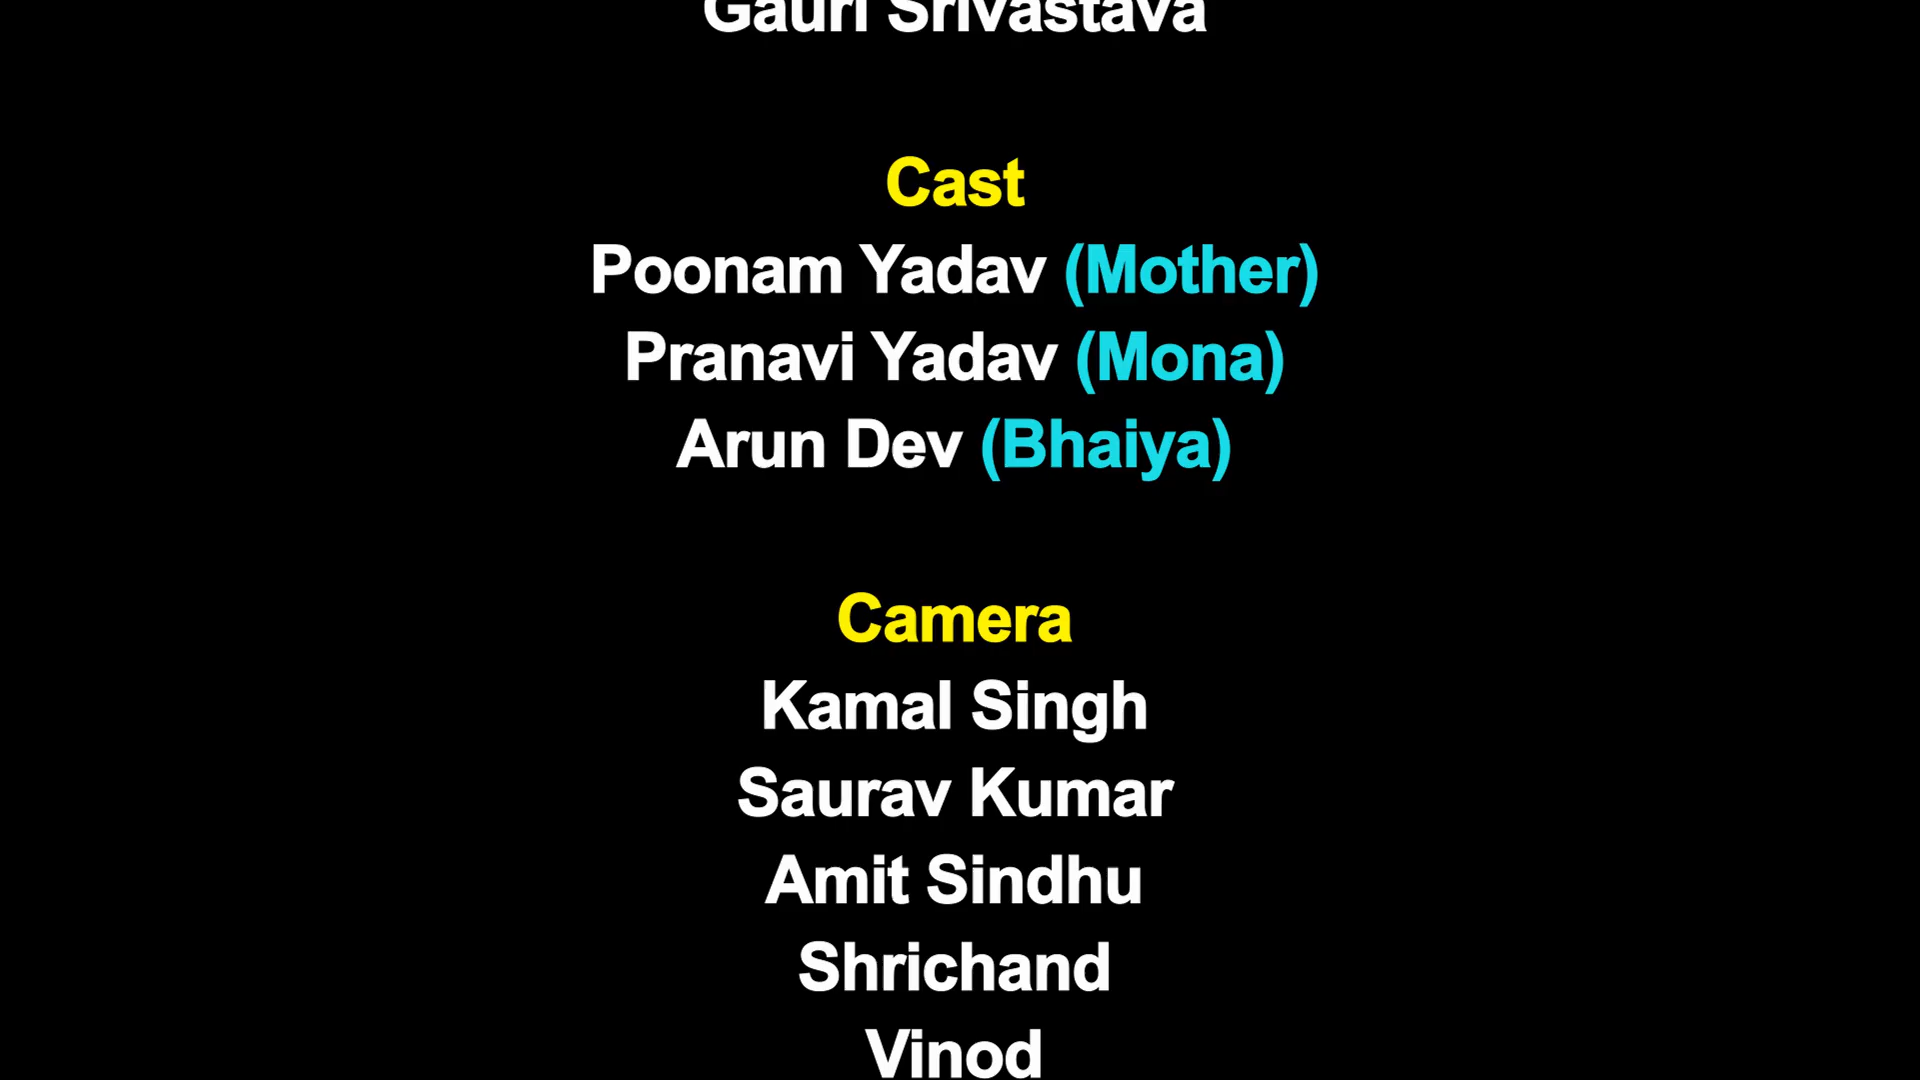 Gauri Srivastava
Cast
Poonam Yadav (Mother)
Pranavi Yadav (Mona)
Arun Dev (Bhaiya)
Camera
Kamal Singh
Saurav Kumar
Amit Sindhu
Shrichand
Vinod